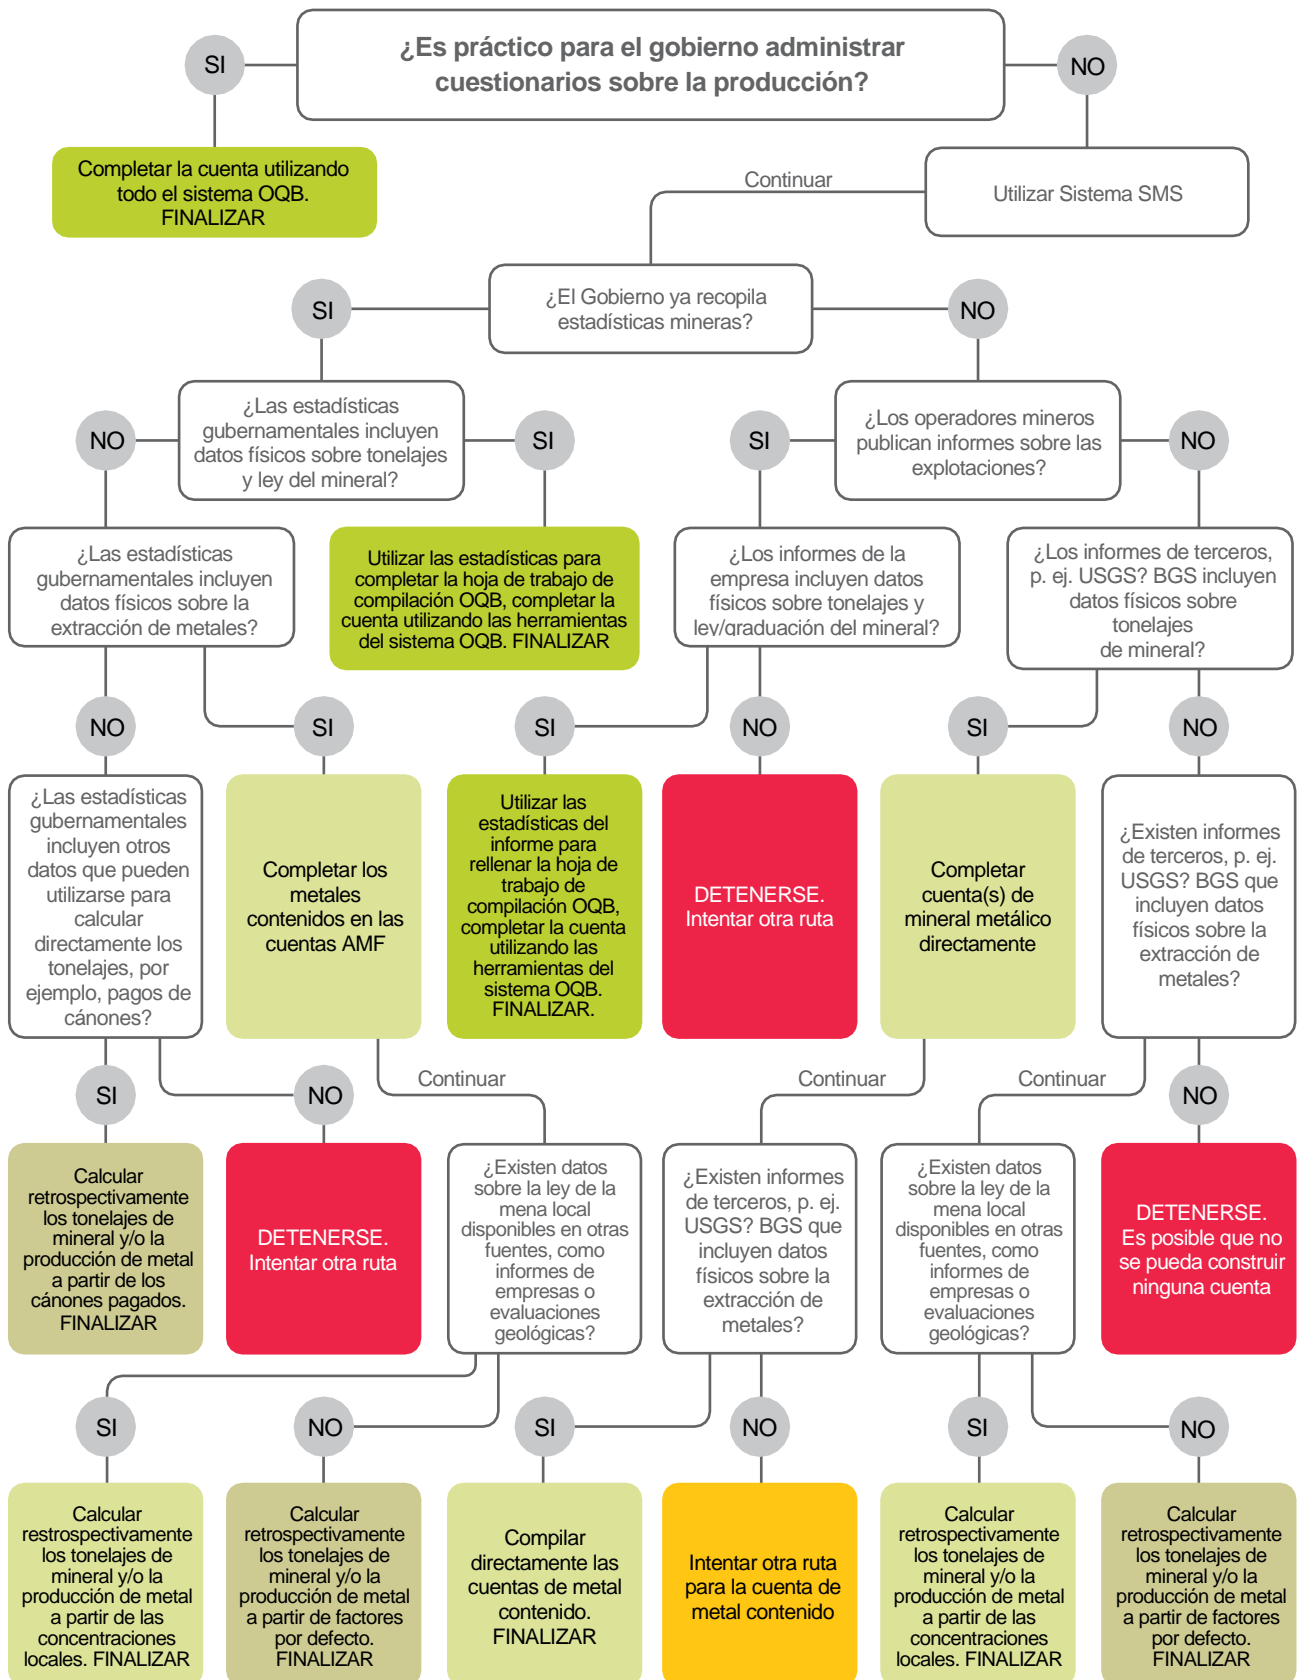 ¿Es práctico para el gobierno administrar
cuestionarios sobre la producción?
SI
NO
Completar la cuenta utilizando
todo el sistema OQB.
FINALIZAR
Continuar
Utilizar Sistema SMS
¿El Gobierno ya recopila
estadísticas mineras?
SI
NO
¿Las estadísticas
gubernamentales incluyen
datos físicos sobre tonelajes
y ley del mineral?
NO
SI
SI
¿Los operadores mineros
publican informes sobre las
explotaciones?
NO
¿Las estadísticas
gubernamentales incluyen
datos físicos sobre la
extracción de metales?
Utilizar las estadísticas para
completar la hoja de trabajo de
compilación OQB, completar la
cuenta utilizando las herramientas
del sistema OQB. FINALIZAR
¿Los informes de la
empresa incluyen datos
físicos sobre tonelajes y
ley/graduación del mineral?
¿Los informes de terceros,
p. ej. USGS? BGS incluyen
datos físicos sobre
tonelajes
de mineral?
NO
SI
SI
NO
SI
NO
¿Las estadísticas
gubernamentales
incluyen otros
datos que pueden
utilizarse para
calcular
directamente los
tonelajes, por
ejemplo, pagos de
cánones?
Completar los
metales
contenidos en las
cuentas AMF
Utilizar las
estadísticas del
informe para
rellenar la hoja de
trabajo de
compilación OQB,
completar la cuenta
utilizando las
herramientas del
sistema OQB.
FINALIZAR.
DETENERSE.
Intentar otra ruta
Completar
cuenta(s) de
mineral metálico
directamente
¿Existen informes
de terceros, p. ej.
USGS? BGS que
incluyen datos
físicos sobre la
extracción de
metales?
SI
NO
Continuar
Continuar
Continuar
NO
Calcular
retrospectivamente
los tonelajes de
mineral y/o la
producción de metal
a partir de los
cánones pagados.
FINALIZAR
DETENERSE.
Intentar otra ruta
¿Existen datos
sobre la ley de la
mena local
disponibles en otras
fuentes, como
informes de
empresas o
evaluaciones
geológicas?
¿Existen informes
de terceros, p. ej.
USGS? BGS que
incluyen datos
físicos sobre la
extracción de
metales?
¿Existen datos
sobre la ley de la
mena local
disponibles en otras
fuentes, como
informes de
empresas o
evaluaciones
geológicas?
DETENERSE.
Es posible que no
se pueda construir
ninguna cuenta
SI
NO
SI
NO
SI
NO
Calcular
restrospectivamente
los tonelajes de
mineral y/o la
producción de metal
a partir de las
concentraciones
locales. FINALIZAR
Calcular
retrospectivamente
los tonelajes de
mineral y/o la
producción de metal
a partir de factores
por defecto.
FINALIZAR
Compilar
directamente las
cuentas de metal
contenido.
FINALIZAR
Intentar otra ruta
para la cuenta de
metal contenido
Calcular
retrospectivamente
los tonelajes de
mineral y/o la
producción de metal
a partir de las
concentraciones
locales. FINALIZAR
Calcular
retrospectivamente
los tonelajes de
mineral y/o la
producción de metal
a partir de factores
por defecto.
FINALIZAR